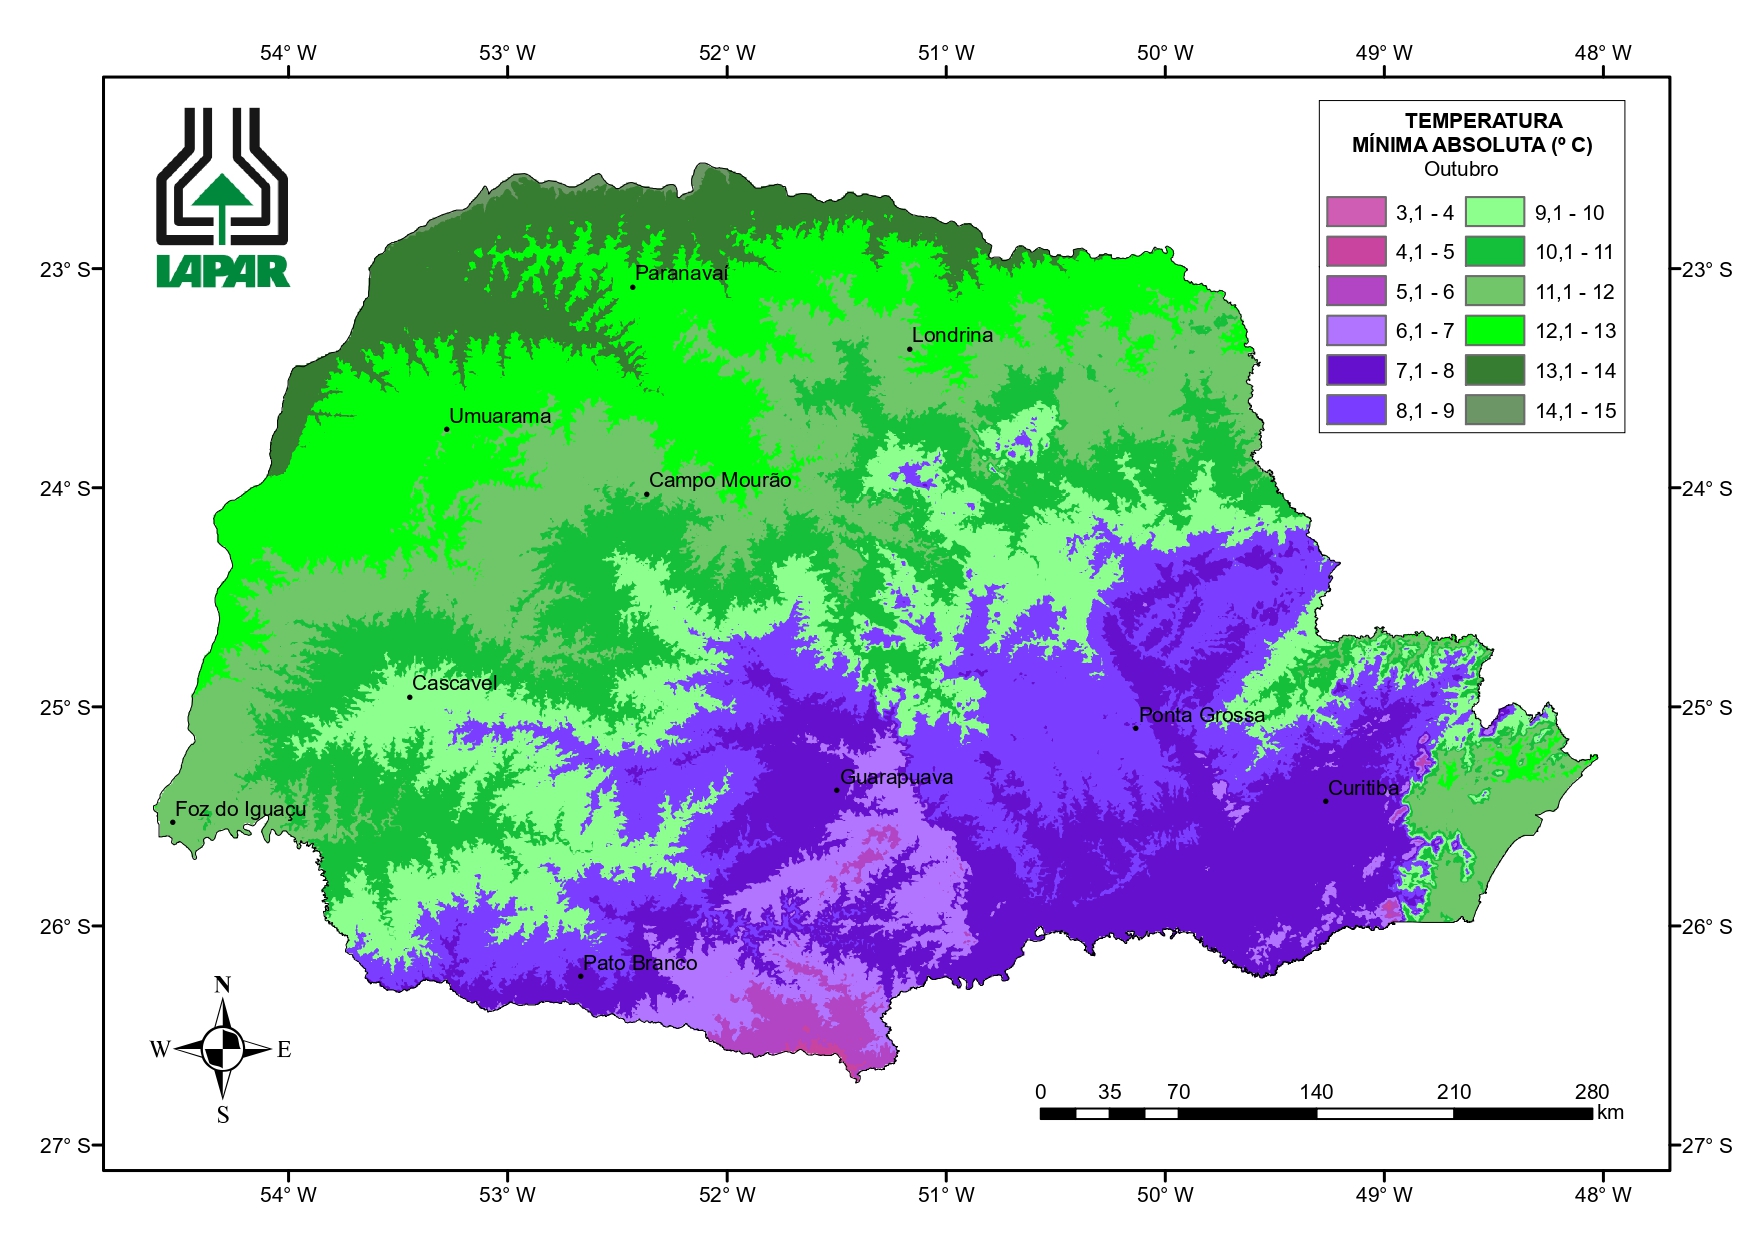 54° W 53° W 52° W 51° W 50° W 49° W 48° W
IAPAR
TEMPERATURA
MÍNIMA ABSOLUTA (º C)
Outubro
3,1 - 4 9,1 - 10
4,1 - 5 10,1 - 11
5,1 - 6 11,1 - 12
6,1 - 7 12,1 - 13
7,1 - 8 13,1 - 14
8,1 - 9 14,1 - 15
23° S 23° S
Paranavaí
Londrina
Umuarama
Campo Mourão
24° S 24° S
Cascavel
25° S 25° S
Ponta Grossa
Guarapuava
Curitiba
Foz do Iguaçu
26° S 26° S
Pato Branco
N
W E
S
0 35 70 140 210 280
km
27° S 27° S
54° W 53° W 52° W 51° W 50° W 49° W 48° W